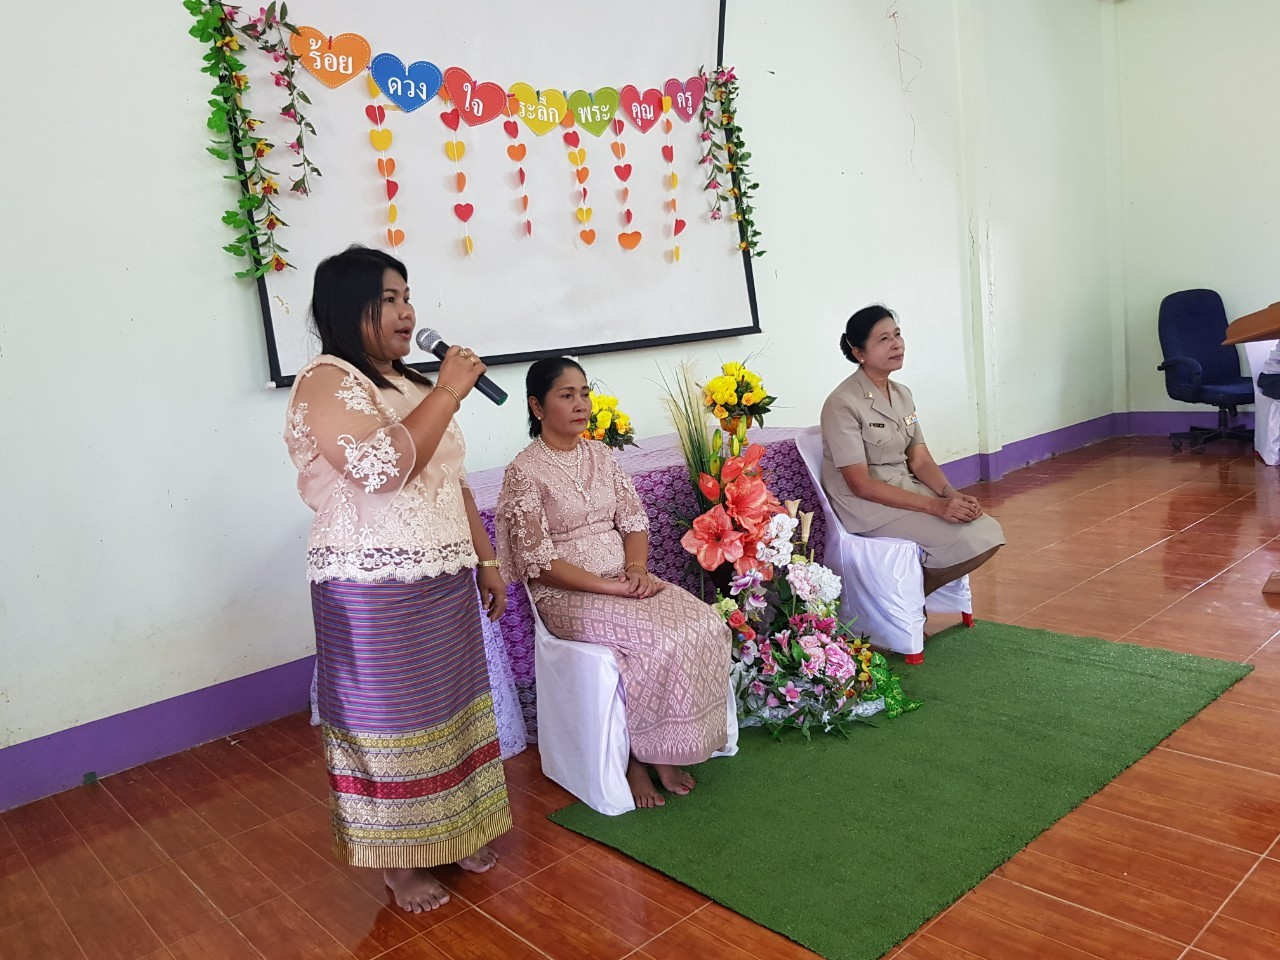 ร้อย ดวง ใจ ระลึก พระ คุณ ครู